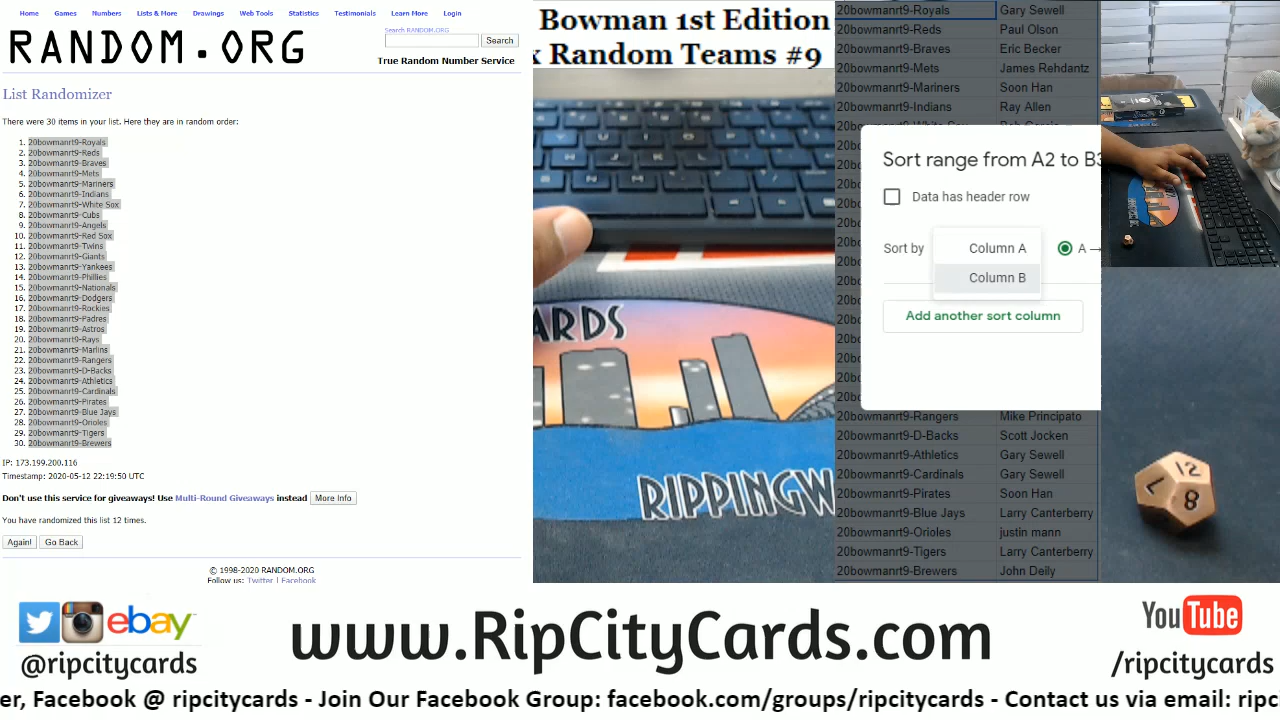 Home Games Numbers Lists & More Drawings Web Tools Statistics Testimonials Learn More Login
RANDOM.ORG
Search RANDOM.ORG
Search
True Random Number Service
List Randomizer
There were 30 items in your list. Here they are in random order:
1. 20bowmanrt9-Royals
2. 20bowmanrt9-Reds
3. 20bowmanrt9-Braves
4. 20bowmanrt9-Mets
5. 20bowmanrt9-Mariners
6. 20bowmanrt9-Indians
7. 20bowmanrt9-White Sox
8. 20bowmanrt9-Cubs
9. 20bowmanrt9-Angels
10. 20bowmanrt9-Red Sox
11. 20bowmanrt9-Twins
12. 20bowmanrt9-Giants
13. 20bowmanrt9-Yankees
14. 20bowmanrt9-Phillies
15. 20bowmanrt9-Nationals
16. 20bowmanrt9-Dodgers
17. 20bowmanrt9-Rockies
18. 20bowmanrt9-Padres
19. 20bowmanrt9-Astros
20. 20bowmanrt9-Rays
21. 20bowmanrt9-Marlins
22. 20bowmanrt9-Rangers
23. 20bowmanrt9-D-Backs
24. 20bowmanrt9-Athletics
25. 20bowmanrt9-Cardinals
26. 20bowmanrt9-Pirates
27. 20bowmanrt9-Blue Jays
28. 20bowmanrt9-Orioles
29. 20bowmanrt9-Tigers
30. 20bowmanrt9-Brewers
IP: 173.199.200.116
Timestamp: 2020-05-12 22:19:50 UTC
Don't use this service for giveaways! Use Multi-Round Giveaways instead More Info
You have randomized this list 12 times.
Again! Go Back
© 1998-2020 RANDOM.ORG
Follow us: Twitter | Facebook
Bowman 1st Edition
x Random Teams #9
ARDS
RIPPINGW
20bowmanrt9-Royals Gary Sewell
20bowmanrt9-Reds Paul Olson
20bowmanrt9-Braves Eric Becker
20bowmanrt9-Mets James Rehdantz
20bowmanrt9-Mariners Soon Han
20bowmanrt9-Indians Ray Allen
Sort range from A2 to B3
Data has header row
Sort by Column A A →
Column B
Add another sort column
20bowmanrt9-Rangers Mike Principato
20bowmanrt9-D-Backs Scott Jocken
20bowmanrt9-Athletics Gary Sewell
20bowmanrt9-Cardinals Gary Sewell
20bowmanrt9-Pirates Soon Han
20bowmanrt9-Blue Jays Larry Canterberry
20bowmanrt9-Orioles justin mann
20bowmanrt9-Tigers Larry Canterberry
20bowmanrt9-Brewers John Deily
12
7
8
ebay
@ripcitycards
www.RipCityCards.com
YouTube
/ripcitycards
er, Facebook @ ripcitycards - Join Our Facebook Group: facebook.com/groups/ripcitycards - Contact us via email: ripc